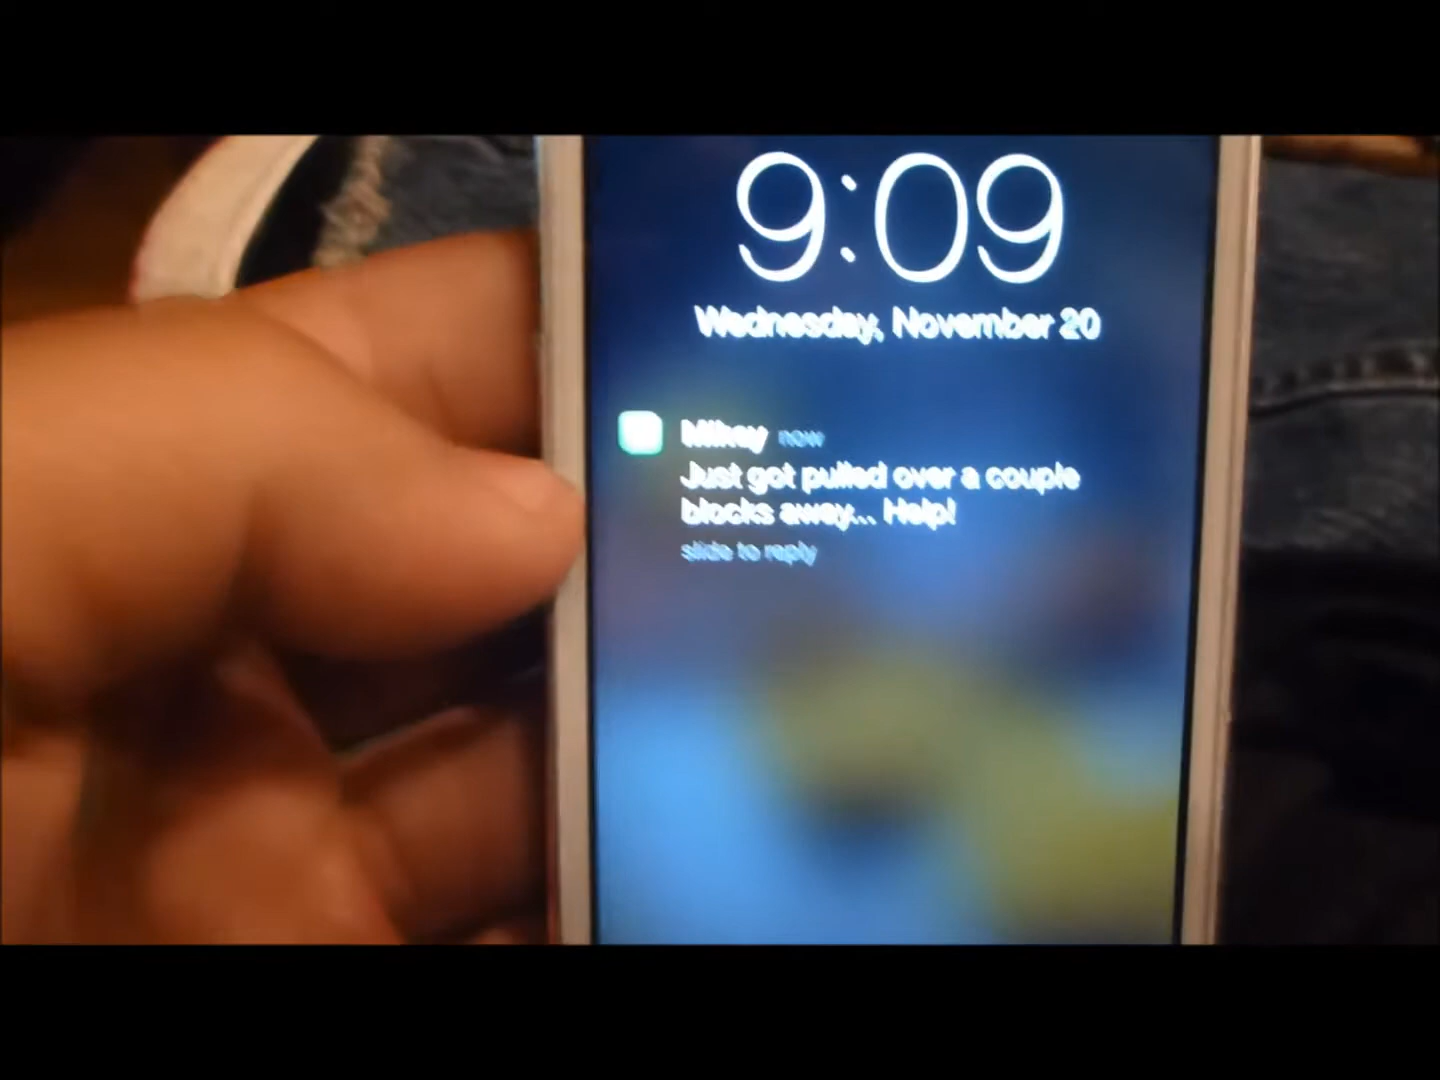 9:09
Wednesday, November 20
Mikey now
Just got pulled over a couple
blocks away... Help!
slide to reply